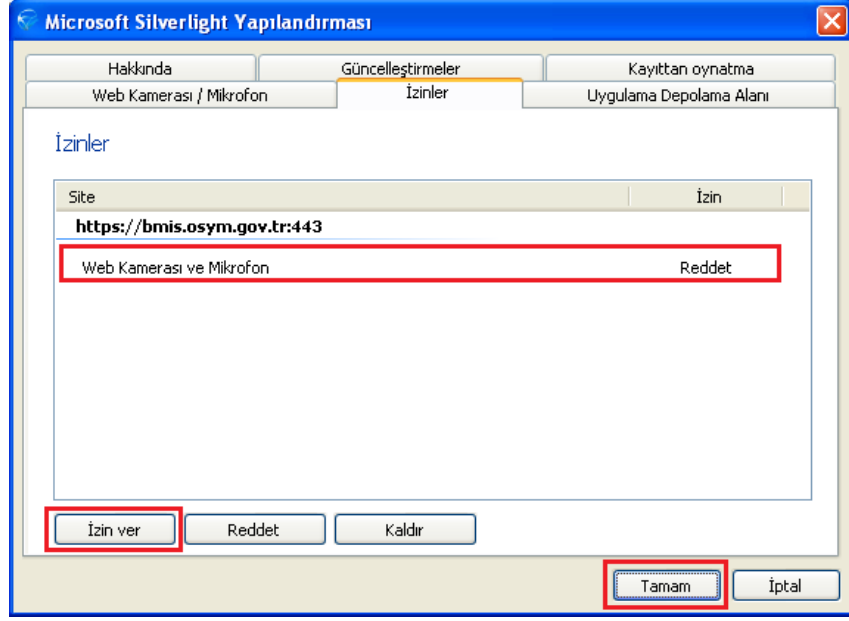 Microsoft Silverlight Yapılandırması
Hakkında Güncelleştirmeler Kayıttan oynatma
Web Kamerası / Mikrofon İzinler Uygulama Depolama Alanı
İzinler
Site İzin
https://bmis.osym.gov.tr:443
Web Kamerası ve Mikrofon Reddet
İzin ver Reddet Kaldır
Tamam İptal